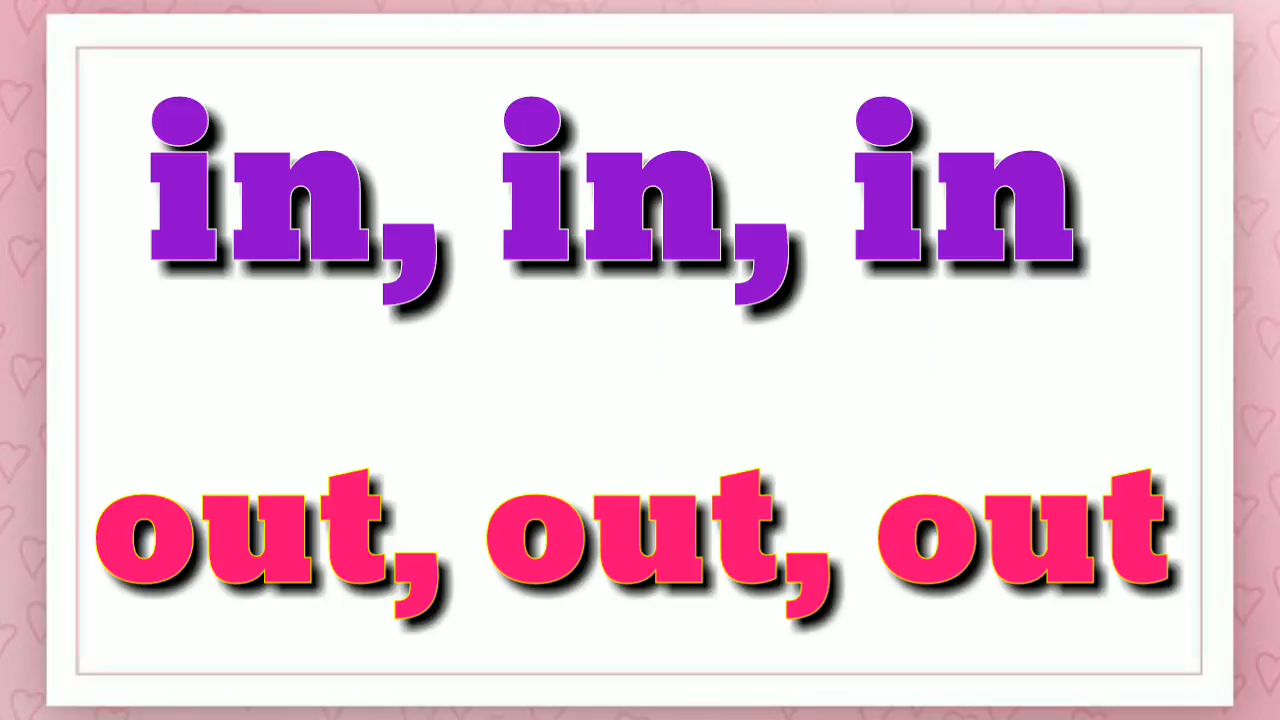 in, in, in
out, out, out